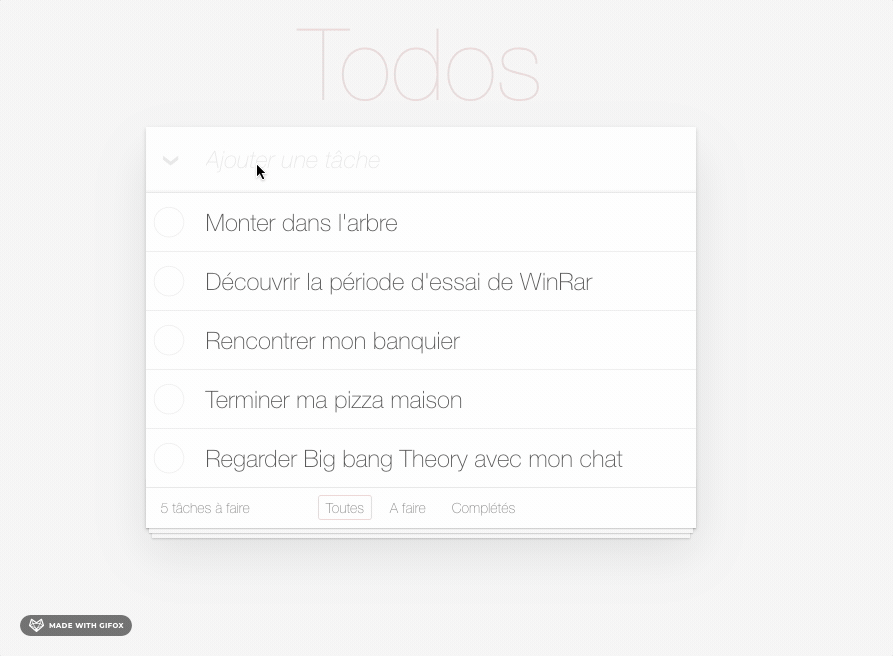 Todos
Ajouter une tâche
Monter dans l'arbre
Découvrir la période d'essai de WinRar
Rencontrer mon banquier
Terminer ma pizza maison
Regarder Big bang Theory avec mon chat
5 tâches à faire Toutes A faire Complétés
MADE WITH GIFOX